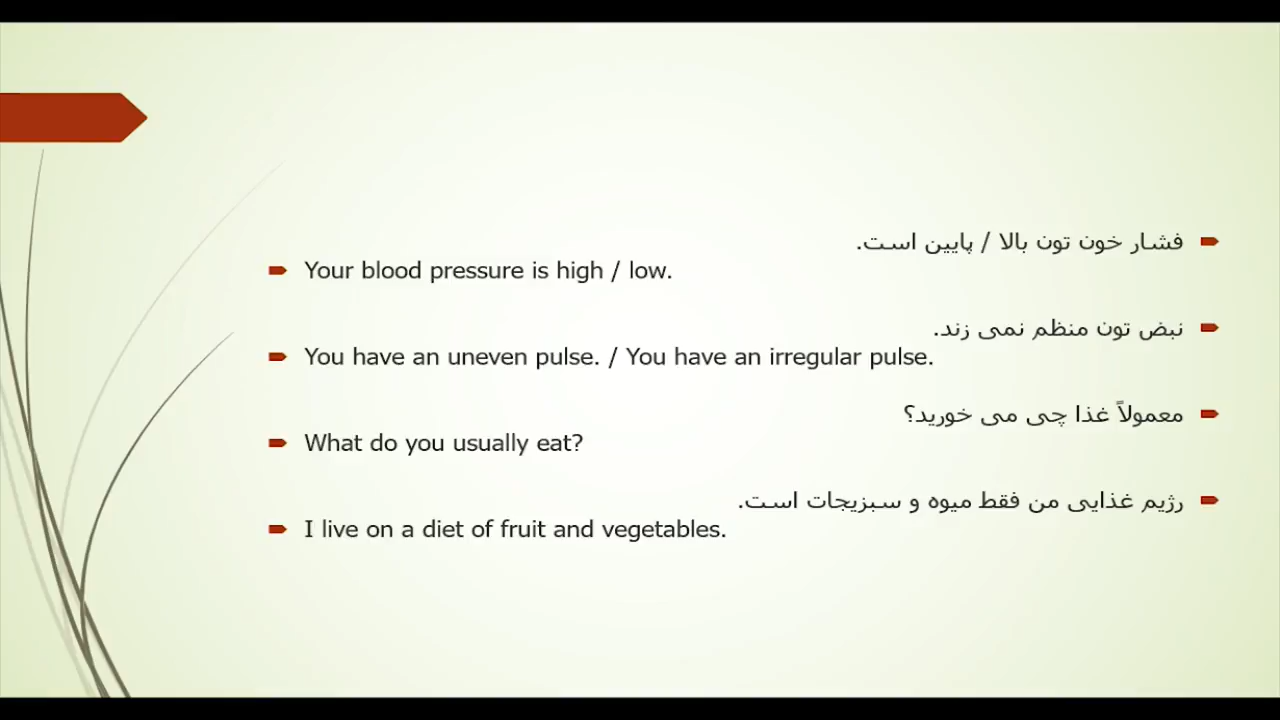 فشار خون تون بالا / پایین است.
Your blood pressure is high / low.
نبض تون منظم نمی زند.
You have an uneven pulse. / You have an irregular pulse.
معمولاً غذا چی می خورید؟
What do you usually eat?
رژیم غذایی من فقط میوه و سبزیجات است.
I live on a diet of fruit and vegetables.